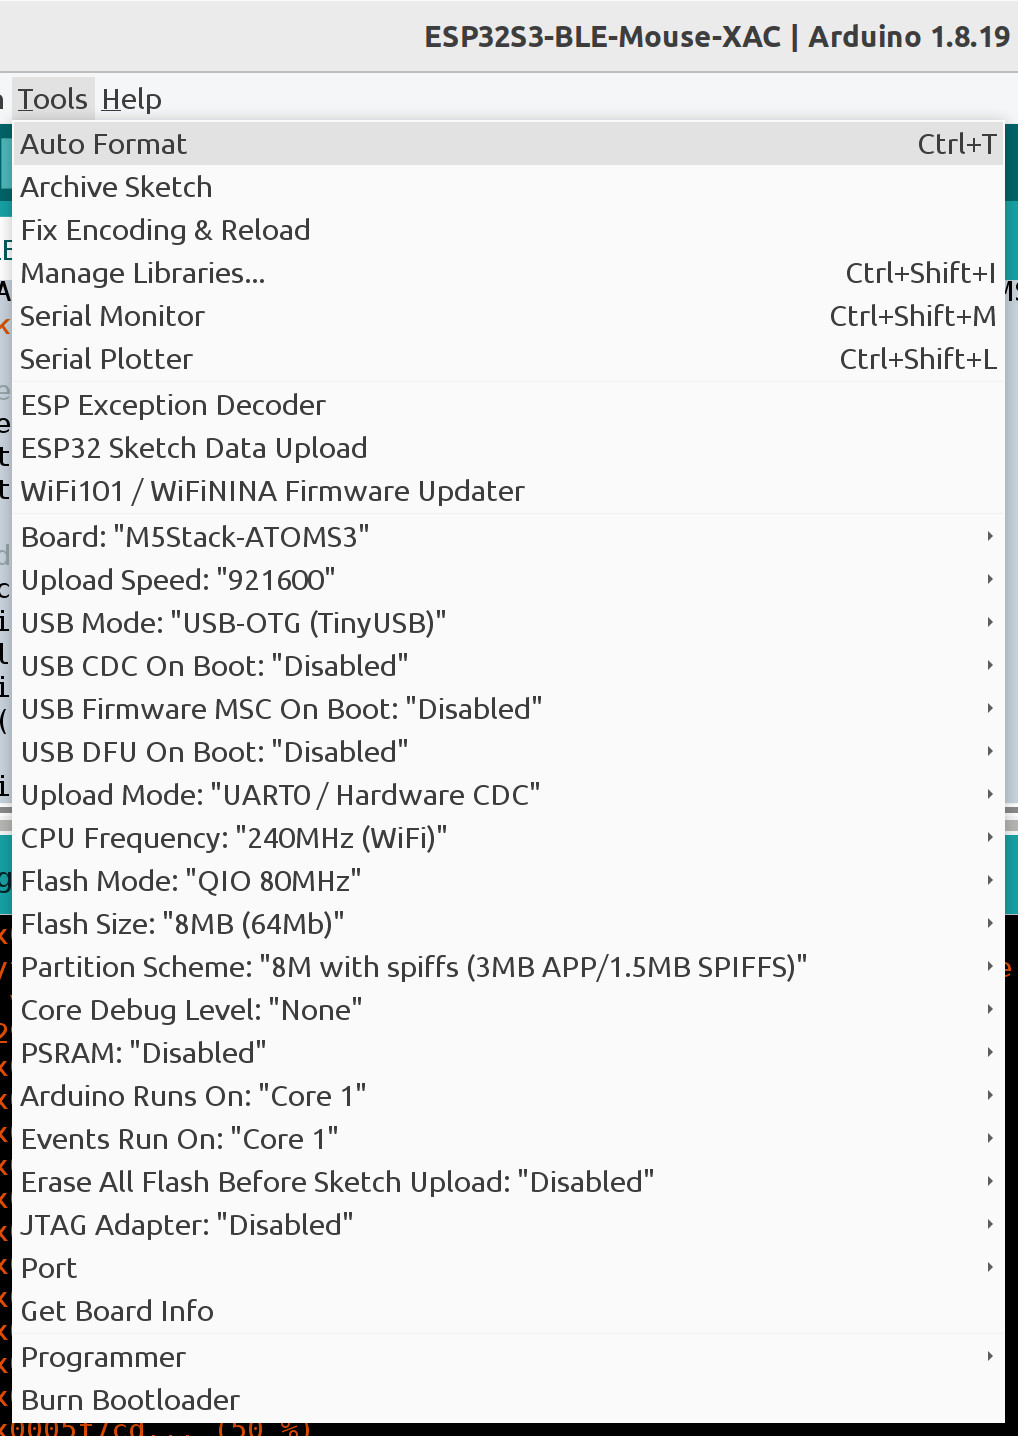 ESP32S3-BLE-Mouse-XAC | Arduino 1.8.19
Tools Help
Auto Format Ctrl+T
Archive Sketch
Fix Encoding & Reload
Manage Libraries... Ctrl+Shift+I
Serial Monitor Ctrl+Shift+M
Serial Plotter Ctrl+Shift+L
ESP Exception Decoder
ESP32 Sketch Data Upload
WiFi101 / WiFiNINA Firmware Updater
Board: "M5Stack-ATOMS3"
Upload Speed: "921600"
USB Mode: "USB-OTG (TinyUSB)"
USB CDC On Boot: "Disabled"
USB Firmware MSC On Boot: "Disabled"
USB DFU On Boot: "Disabled"
Upload Mode: "UART0 / Hardware CDC"
CPU Frequency: "240MHz (WiFi)"
Flash Mode: "QIO 80MHz"
Flash Size: "8MB (64Mb)"
Partition Scheme: "8M with spiffs (3MB APP/1.5MB SPIFFS)"
Core Debug Level: "None"
PSRAM: "Disabled"
Arduino Runs On: "Core 1"
Events Run On: "Core 1"
Erase All Flash Before Sketch Upload: "Disabled"
JTAG Adapter: "Disabled"
Port
Get Board Info
Programmer
Burn Bootloader